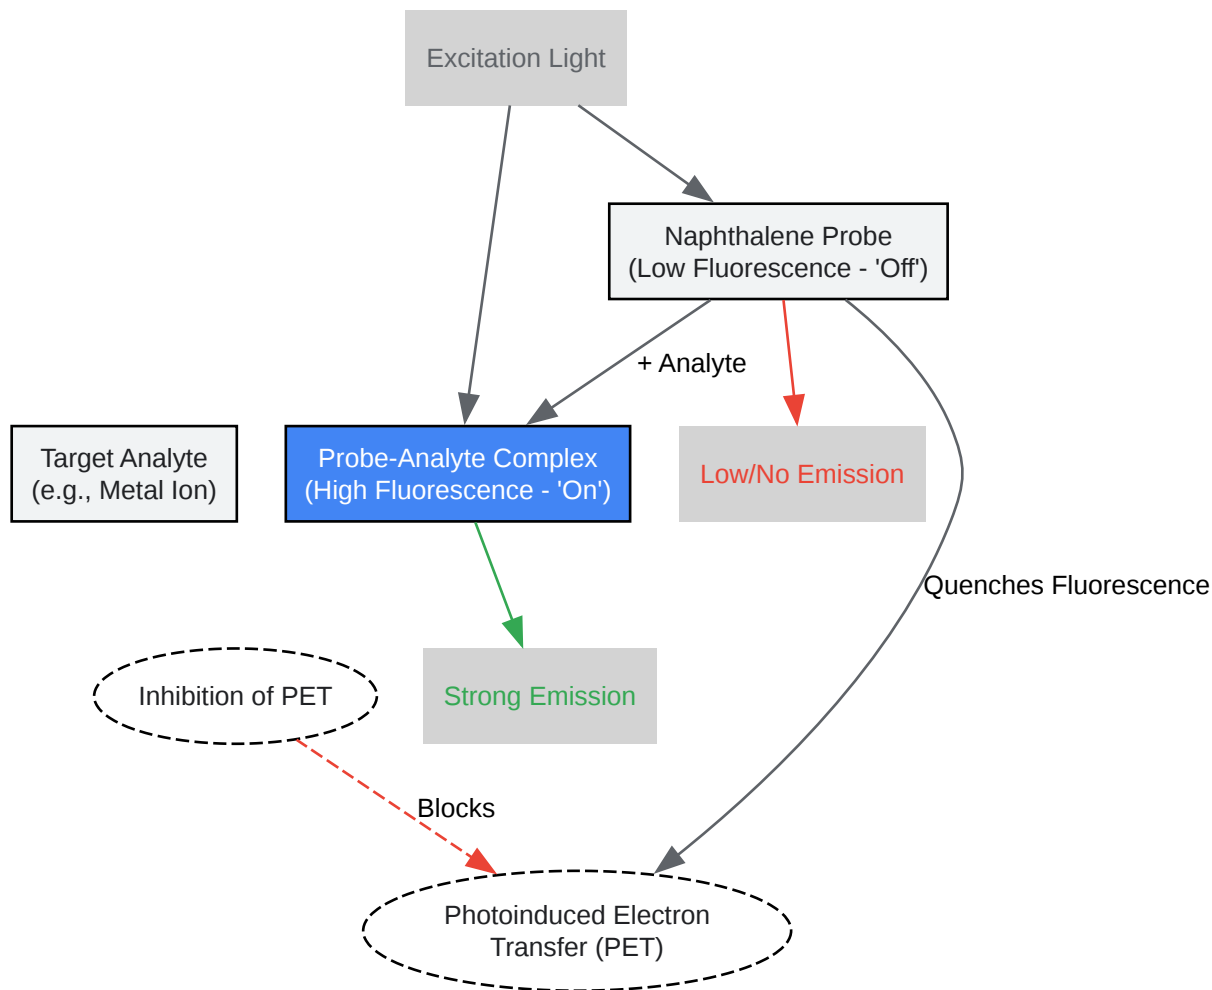 Excitation Light
Naphthalene Probe
(Low Fluorescence - 'Off')
+ Analyte
Target Analyte
(e.g., Metal Ion)
Probe-Analyte Complex
(High Fluorescence - 'On')
Low/No Emission
Quenches Fluorescence
Inhibition of PET
Strong Emission
Blocks
Photoinduced Electron
Transfer (PET)